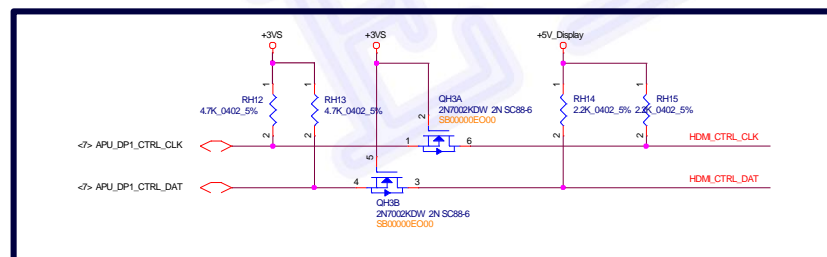 +3VS
+3VS
+5V_Display
1
1
1
1
RH12
4.7K_0402_5%
RH13
4.7K_0402_5%
QH3A
2N7002KDW 2N SC88-6
SB00000EO00
RH14
2.2K_0402_5%
RH15
2.2K_0402_5%
2
2
2
2
2
<7> APU_DP1_CTRL_CLK
1
6
HDMI_CTRL_CLK
5
<7> APU_DP1_CTRL_DAT
4
3
HDMI_CTRL_DAT
QH3B
2N7002KDW 2N SC88-6
SB00000EO00